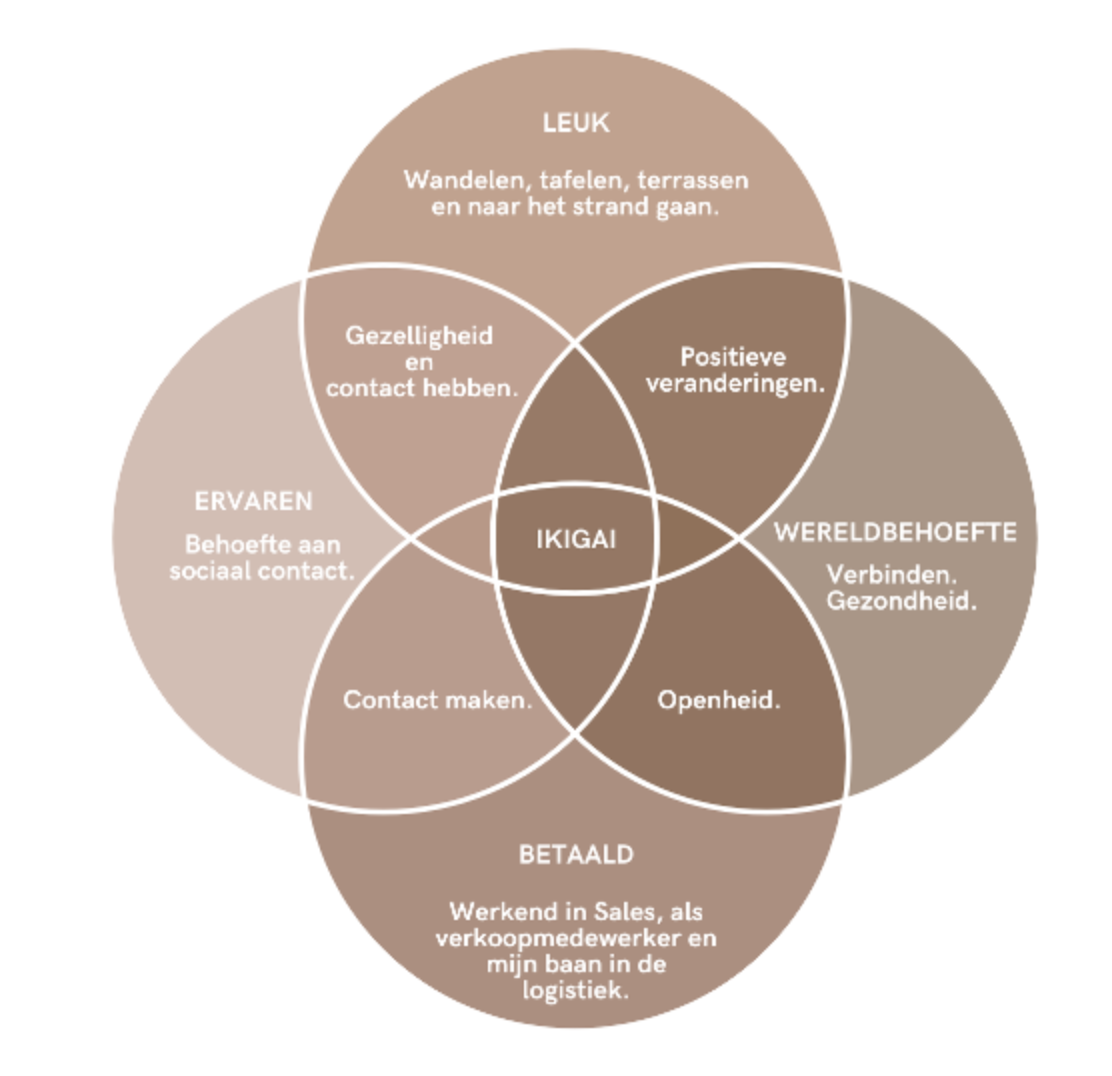 LEUK
Wandelen, tafelen, terrassen
en naar het strand gaan.
Gezelligheid
en
contact hebben.
Positieve
veranderingen.
ERVAREN
Behoefte aan
sociaal contact.
IKIGAI
WERELDBEHOEFTE
Verbinden.
Gezondheid.
Contact maken.
Openheid.
BETAALD
Werkend in Sales, als
verkoopmedewerker en
mijn baan in de
logistiek.